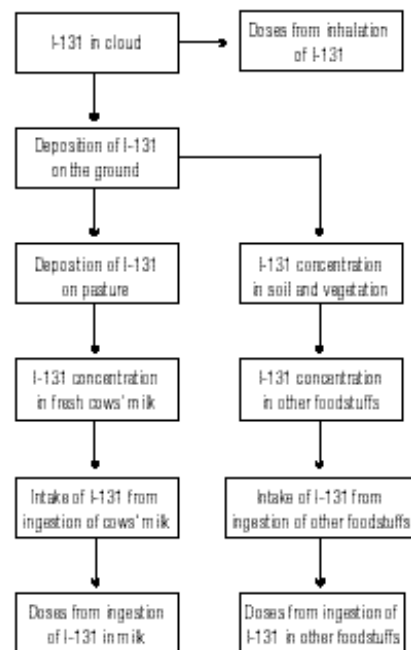 I-131 in cloud
Doses from inhalation
of I-131
Deposition of I-131
on the ground
Deposition of I-131
on pasture
I-131 concentration
in soil and vegetation
I-131 concentration
in fresh cows' milk
I-131 concentration
in other foodstuffs
Intake of I-131 from
ingestion of cows' milk
Intake of I-131 from
ingestion of other foodstuffs
Doses from ingestion
of I-131 in milk
Doses from ingestion of
I-131 in other foodstuffs